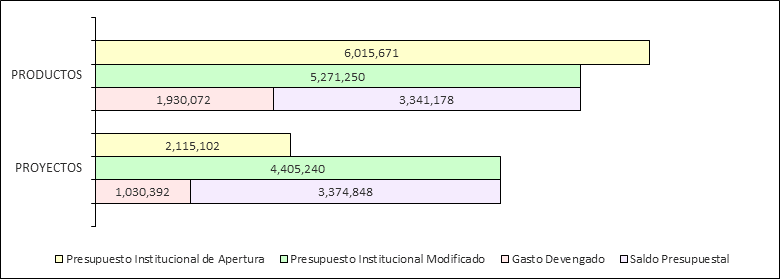 6,015,671
PRODUCTOS
5,271,250
1,930,072 3,341,178
2,115,102
PROYECTOS
4,405,240
1,030,392 3,374,848
Presupuesto Institucional de Apertura Presupuesto Institucional Modificado Gasto Devengado Saldo Presupuestal